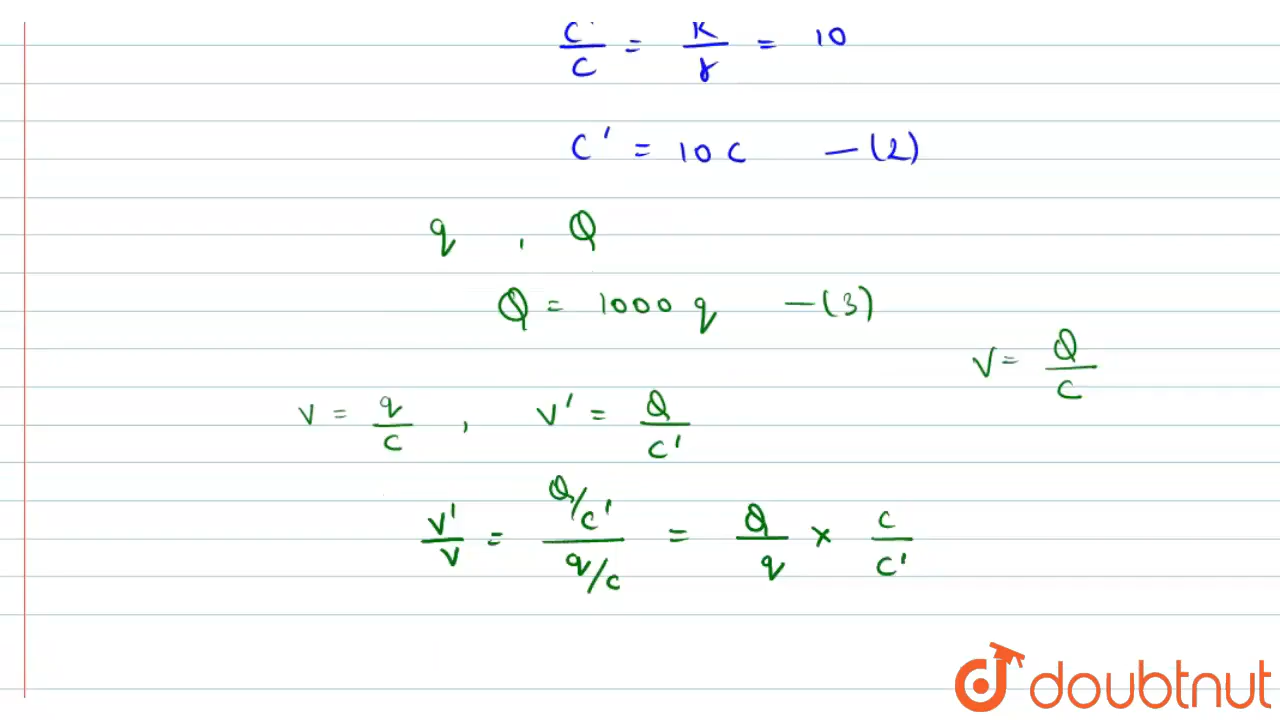 C'/C = R/r = 10
C' = 10 C — (2)
q , Q
Q = 1000 q — (3)
V = Q/C
V = q/C , V' = Q/C'
V'/V = (Q/C')/(q/C) = Q/q × C/C'
doubtnut